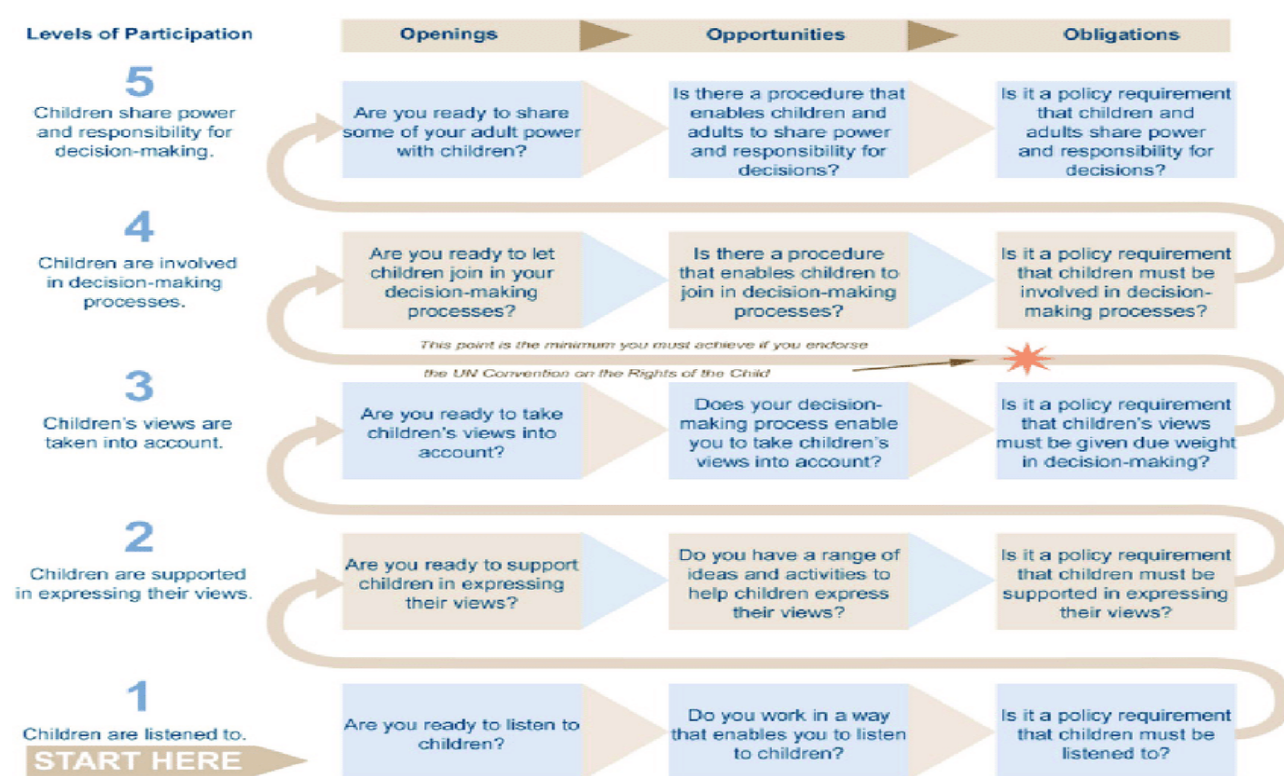 Levels of Participation
Openings
Opportunities
Obligations
5
Children share power
and responsibility for
decision-making.
Are you ready to share
some of your adult power
with children?
Is there a procedure that
enables children and
adults to share power
and responsibility for
decisions?
Is it a policy requirement
that children and
adults share power
and responsibility for
decisions?
4
Children are involved
in decision-making
processes.
Are you ready to let
children join in your
decision-making
processes?
Is there a procedure
that enables children to
join in decision-making
processes?
Is it a policy requirement
that children must be
involved in decision-
making processes?
This point is the minimum you must achieve if you endorse
the UN Convention on the Rights of the Child
3
Children's views are
taken into account.
Are you ready to take
children's views into
account?
Does your decision-
making process enable
you to take children's
views into account?
Is it a policy requirement
that children's views
must be given due weight
in decision-making?
2
Children are supported
in expressing their views.
Are you ready to support
children in expressing
their views?
Do you have a range of
ideas and activities to
help children express
their views?
Is it a policy requirement
that children must be
supported in expressing
their views?
1
Children are listened to.
START HERE
Are you ready to listen to
children?
Do you work in a way
that enables you to listen
to children?
Is it a policy requirement
that children must be
listened to?